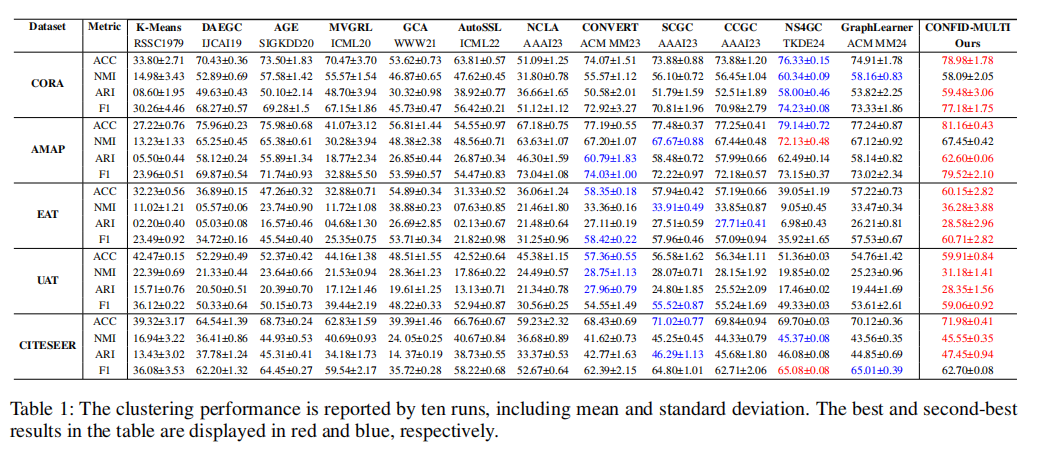 Dataset Metric K-Means DAEGC AGE MVGRL GCA AutoSSL NCLA CONVERT SCGC CCGC NS4GC GraphLearner CONFID-MULTI
RSSC1979 IJCAI19 SIGKDD20 ICML20 WWW21 ICML22 AAAI23 ACM MM23 AAAI23 AAAI23 TKDE24 ACM MM24 Ours
CORA
ACC 33.80±2.71 70.43±0.36 73.50±1.83 70.47±3.70 53.62±0.73 63.81±0.57 51.09±1.25 74.07±1.51 73.88±0.88 73.88±1.20 76.33±0.15 74.91±1.78 78.98±1.78
NMI 14.98±3.43 52.89±0.69 57.58±1.42 55.57±1.54 46.87±0.65 47.62±0.45 31.80±0.78 55.57±1.12 56.10±0.72 56.45±1.04 60.34±0.09 58.16±0.83 58.09±2.05
ARI 08.60±1.95 49.63±0.43 50.10±2.14 48.70±3.94 30.32±0.98 38.92±0.77 36.66±1.65 50.58±2.01 51.79±1.59 52.51±1.89 58.00±0.46 53.82±2.25 59.48±3.06
F1 30.26±4.46 68.27±0.57 69.28±1.5 67.15±1.86 45.73±0.47 56.42±0.21 51.12±1.12 72.92±3.27 70.81±1.96 70.98±2.79 74.23±0.08 73.33±1.86 77.18±1.75
AMAP
ACC 27.22±0.76 75.96±0.23 75.98±0.68 41.07±3.12 56.81±1.44 54.55±0.97 67.18±0.75 77.19±0.55 77.48±0.37 77.25±0.41 79.14±0.72 77.24±0.87 81.16±0.43
NMI 13.23±1.33 65.25±0.45 65.38±0.61 30.28±3.94 48.38±2.38 48.56±0.71 63.63±1.07 67.20±1.07 67.67±0.88 67.44±0.48 72.13±0.48 67.12±0.92 67.45±0.42
ARI 05.50±0.44 58.12±0.24 55.89±1.34 18.77±2.34 26.85±0.44 26.87±0.34 46.30±1.59 60.79±1.83 58.48±0.72 57.99±0.66 62.49±0.14 58.14±0.82 62.60±0.06
F1 23.96±0.51 69.87±0.54 71.74±0.93 32.88±5.50 53.59±0.57 54.47±0.83 73.04±1.08 74.03±1.00 72.22±0.97 72.18±0.57 73.15±0.37 73.02±2.34 79.52±2.10
EAT
ACC 32.23±0.56 36.89±0.15 47.26±0.32 32.88±0.71 54.89±0.34 31.33±0.52 36.06±1.24 58.35±0.18 57.94±0.42 57.19±0.66 39.05±1.19 57.22±0.73 60.15±2.82
NMI 11.02±1.21 05.57±0.06 23.74±0.90 11.72±1.08 38.88±0.23 07.63±0.85 21.46±1.80 33.36±0.16 33.91±0.49 33.85±0.87 9.05±0.45 33.47±0.34 36.28±3.88
ARI 02.20±0.40 05.03±0.08 16.57±0.46 04.68±1.30 26.69±2.85 02.13±0.67 21.48±0.64 27.11±0.19 27.51±0.59 27.71±0.41 6.98±0.43 26.21±0.81 28.58±2.96
F1 23.49±0.92 34.72±0.16 45.54±0.40 25.35±0.75 53.71±0.34 21.82±0.98 31.25±0.96 58.42±0.22 57.96±0.46 57.09±0.94 35.92±1.65 57.53±0.67 60.71±2.82
UAT
ACC 42.47±0.15 52.29±0.49 52.37±0.42 44.16±1.38 48.51±1.55 42.52±0.64 45.38±1.15 57.36±0.55 56.58±1.62 56.34±1.11 51.36±0.03 54.76±1.42 59.91±0.84
NMI 22.39±0.69 21.33±0.44 23.64±0.66 21.53±0.94 28.36±1.23 17.86±0.22 24.49±0.57 28.75±1.13 28.07±0.71 28.15±1.92 19.85±0.02 25.23±0.96 31.18±1.41
ARI 15.71±0.76 20.50±0.51 20.39±0.70 17.12±1.46 19.61±1.25 13.13±0.71 21.34±0.78 27.96±0.79 24.80±1.85 25.52±2.09 17.46±0.02 19.44±1.69 28.35±1.56
F1 36.12±0.22 50.33±0.64 50.15±0.73 39.44±2.19 48.22±0.33 52.94±0.87 30.56±0.25 54.55±1.49 55.52±0.87 55.24±1.69 49.33±0.03 53.61±2.61 59.06±0.92
CITESEER
ACC 39.32±3.17 64.54±1.39 68.73±0.24 62.83±1.59 39.39±1.46 66.76±0.67 59.23±2.32 68.43±0.69 71.02±0.77 69.84±0.94 69.70±0.03 70.12±0.36 71.98±0.41
NMI 16.94±3.22 36.41±0.86 44.93±0.53 40.69±0.93 24. 05±0.25 40.67±0.84 36.68±0.89 41.62±0.73 45.25±0.45 44.33±0.79 45.37±0.08 43.56±0.35 45.55±0.35
ARI 13.43±3.02 37.78±1.24 45.31±0.41 34.18±1.73 14. 37±0.19 38.73±0.55 33.37±0.53 42.77±1.63 46.29±1.13 45.68±1.80 46.08±0.08 44.85±0.69 47.45±0.94
F1 36.08±3.53 62.20±1.32 64.45±0.27 59.54±2.17 35.72±0.28 58.22±0.68 52.67±0.64 62.39±2.15 64.80±1.01 62.71±2.06 65.08±0.08 65.01±0.39 62.70±0.08
Table 1: The clustering performance is reported by ten runs, including mean and standard deviation. The best and second-best
results in the table are displayed in red and blue, respectively.